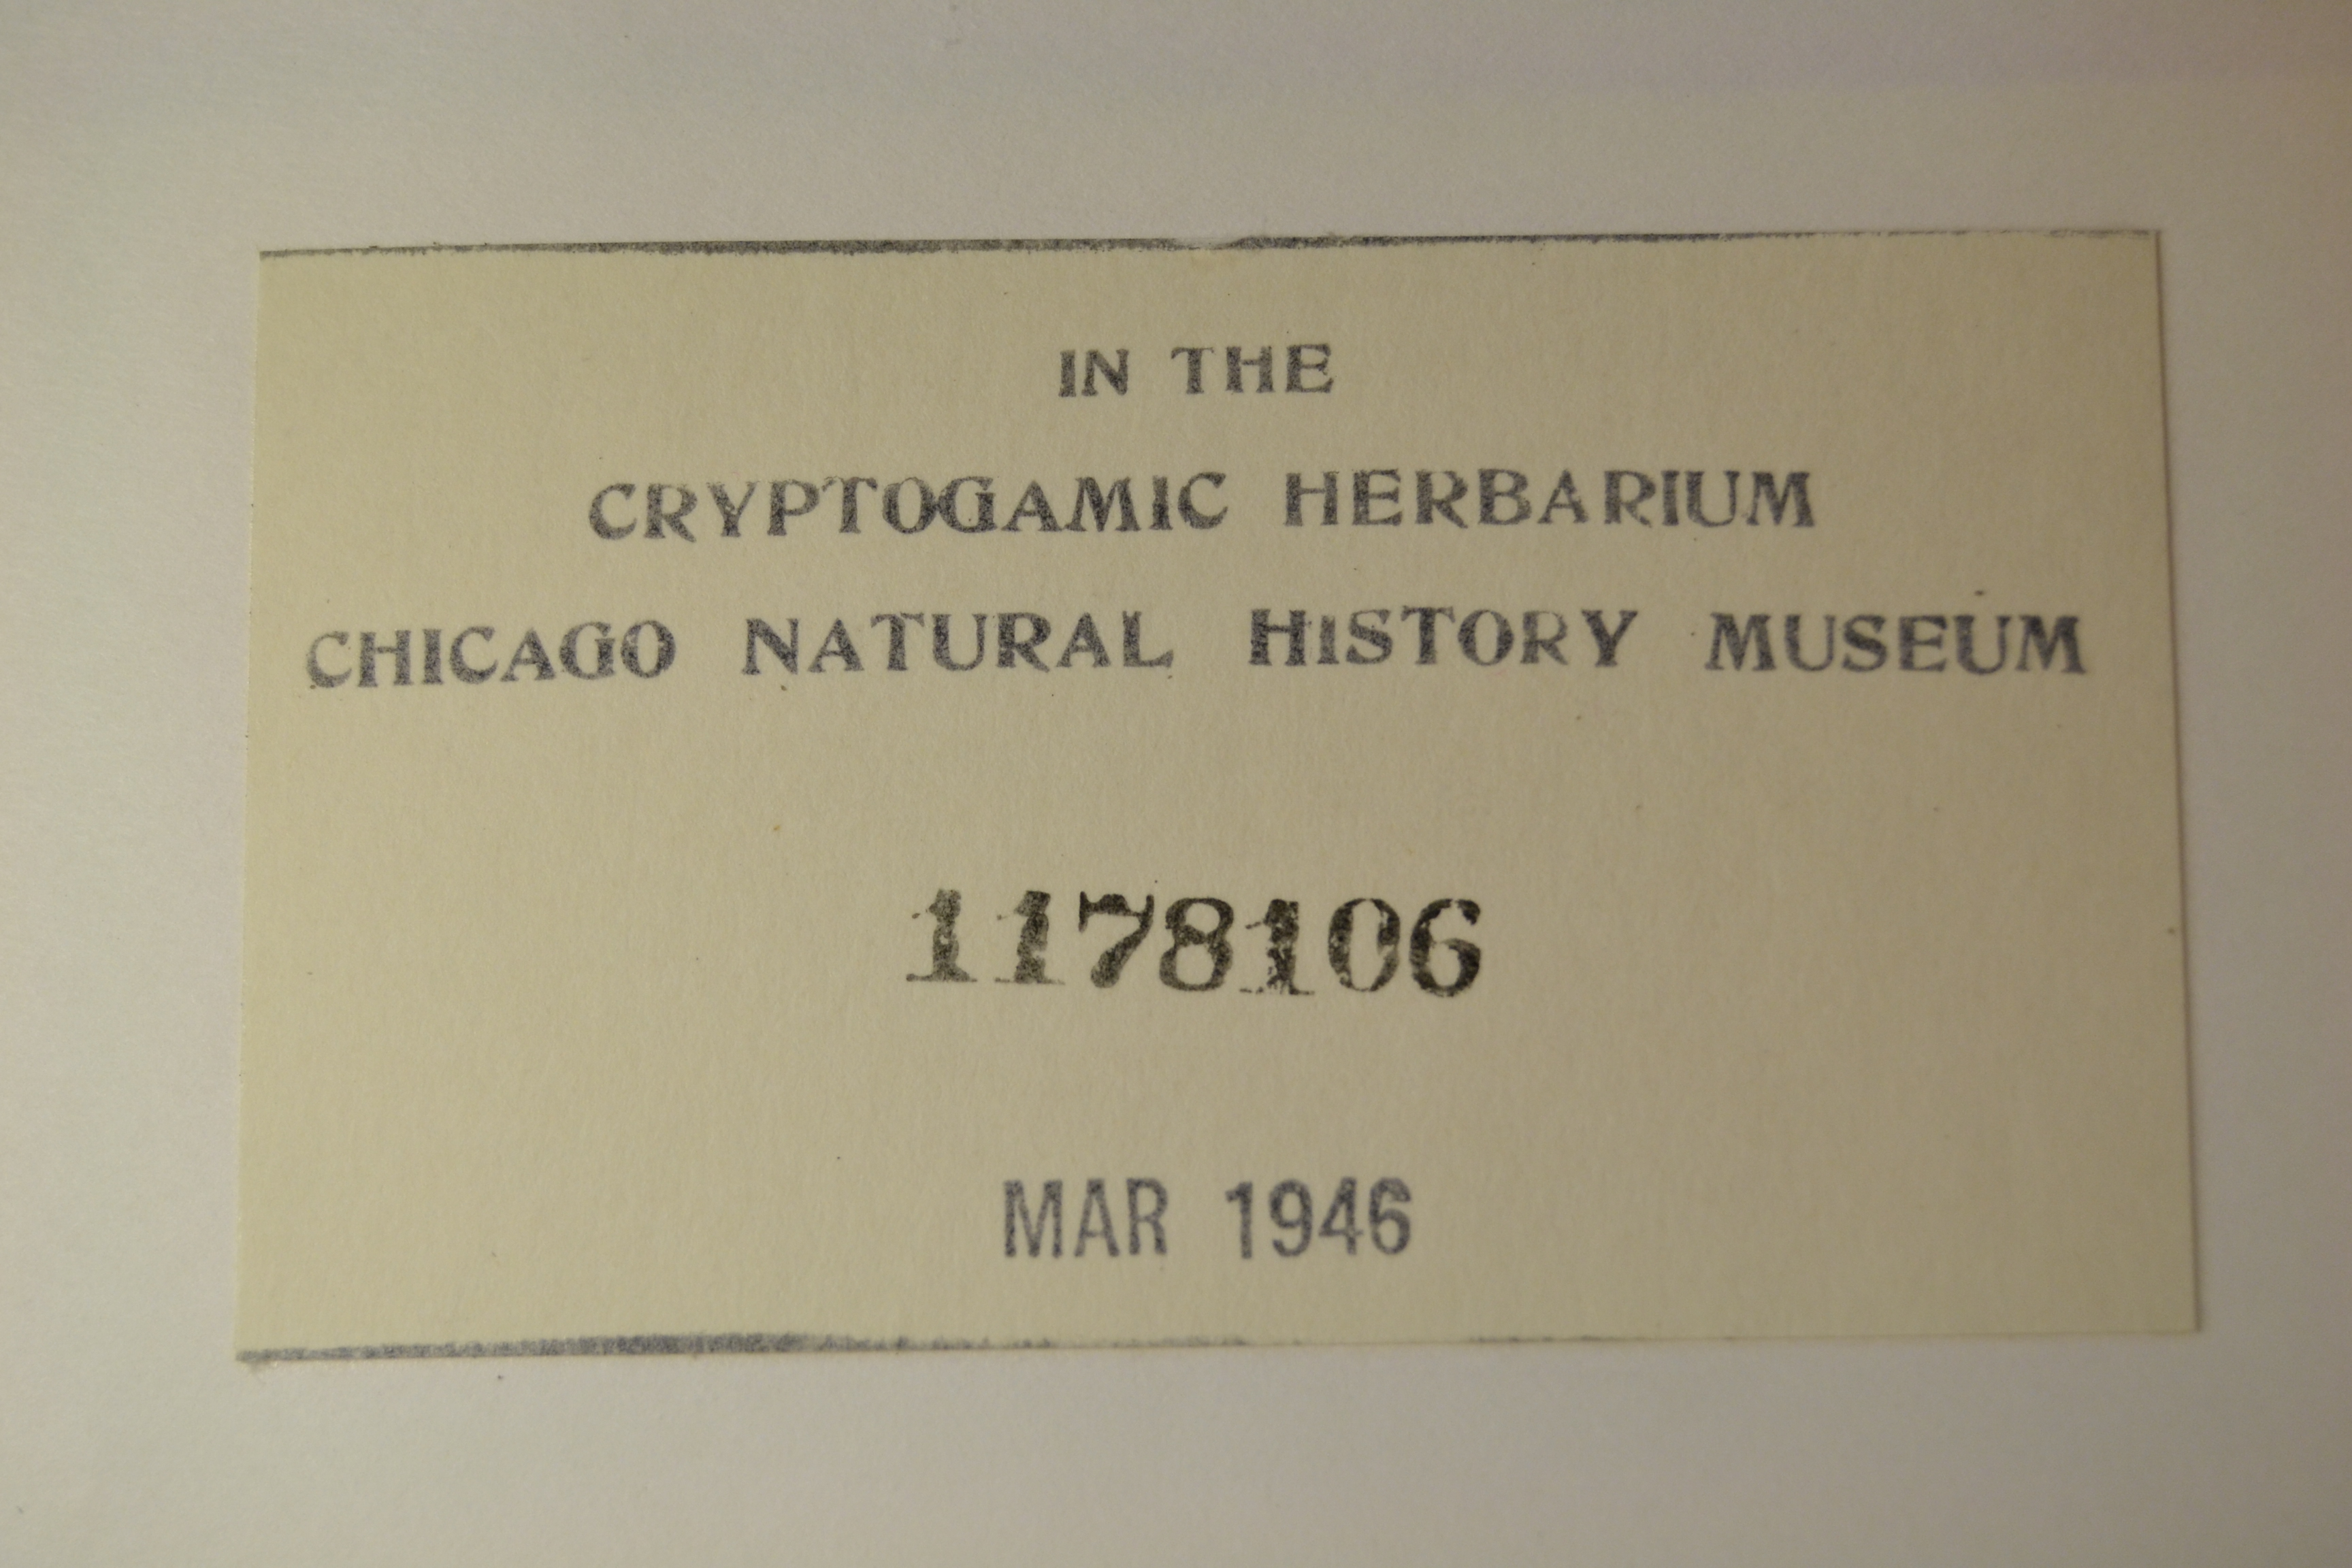 IN THE
CRYPTOGAMIC HERBARIUM
CHICAGO NATURAL HISTORY MUSEUM
1178106
MAR 1946